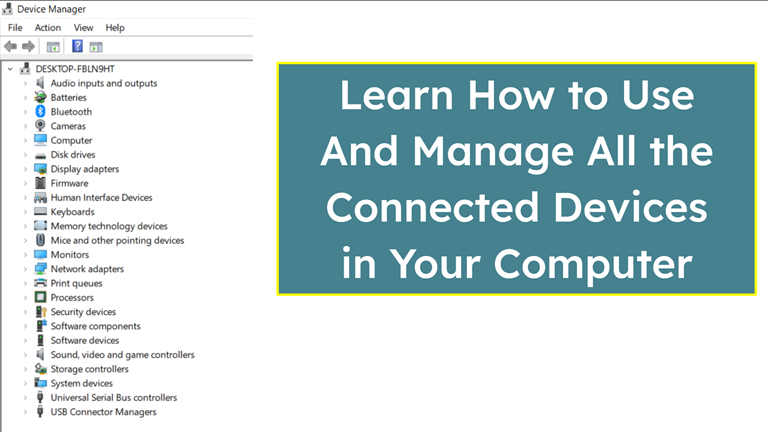 Device Manager
File Action View Help
DESKTOP-FBLN9HT
Audio inputs and outputs
Batteries
Bluetooth
Cameras
Computer
Disk drives
Display adapters
Firmware
Human Interface Devices
Keyboards
Memory technology devices
Mice and other pointing devices
Monitors
Network adapters
Print queues
Processors
Security devices
Software components
Software devices
Sound, video and game controllers
Storage controllers
System devices
Universal Serial Bus controllers
USB Connector Managers
Learn How to Use
And Manage All the
Connected Devices
in Your Computer